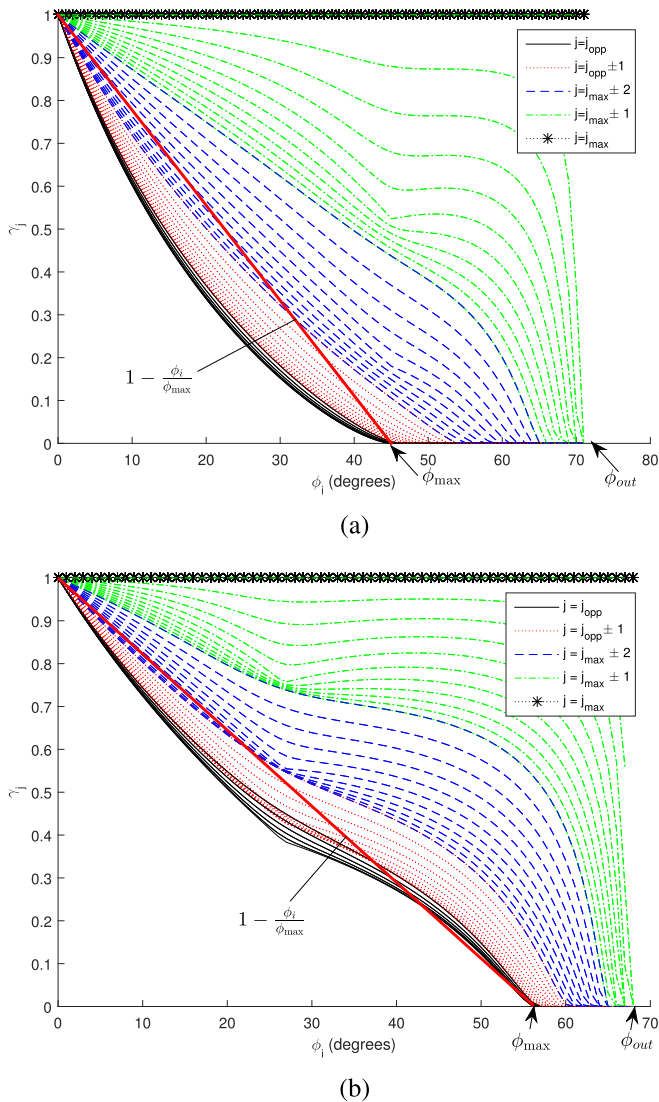 1
0.9
0.8
0.7
0.6
0.5
0.4
0.3
0.2
0.1
0
γj
j=jopp
j=jopp ± 1
j=jmax ± 2
j=jmax ± 1
j=jmax
1 − ϕi/ϕmax
0 10 20 30 40 50 60 70 80
ϕi (degrees)
ϕmax
ϕout
(a)
1
0.9
0.8
0.7
0.6
0.5
0.4
0.3
0.2
0.1
0
γj
j = jopp
j = jopp ± 1
j = jmax ± 2
j = jmax ± 1
j = jmax
1 − ϕi/ϕmax
0 10 20 30 40 50 60 70
ϕi (degrees)
ϕmax
ϕout
(b)